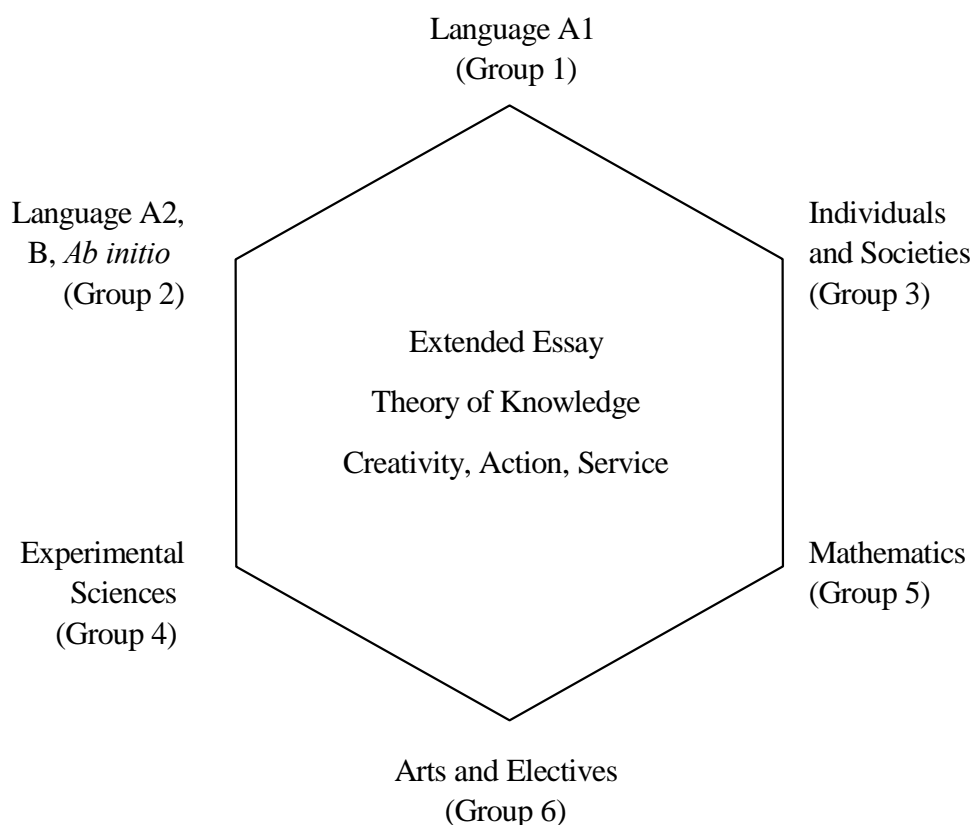 Language A1
(Group 1)
Language A2,
B, Ab initio
(Group 2)
Individuals
and Societies
(Group 3)
Extended Essay
Theory of Knowledge
Creativity, Action, Service
Experimental
Sciences
(Group 4)
Mathematics
(Group 5)
Arts and Electives
(Group 6)